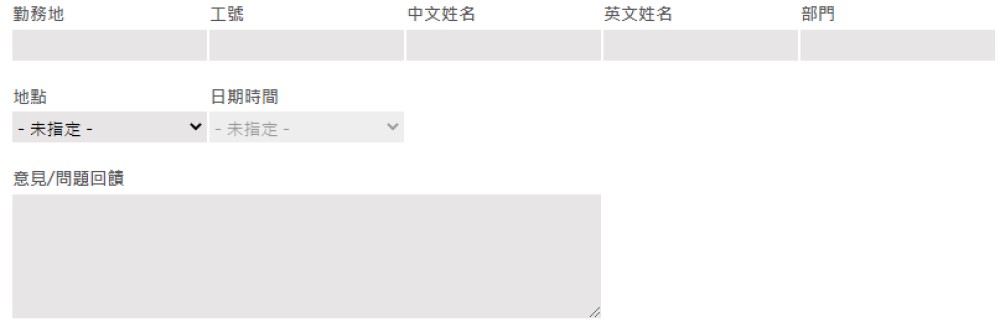 勤務地 工號 中文姓名 英文姓名 部門
地點 日期時間
- 未指定 - - 未指定 -
意見/問題回饋